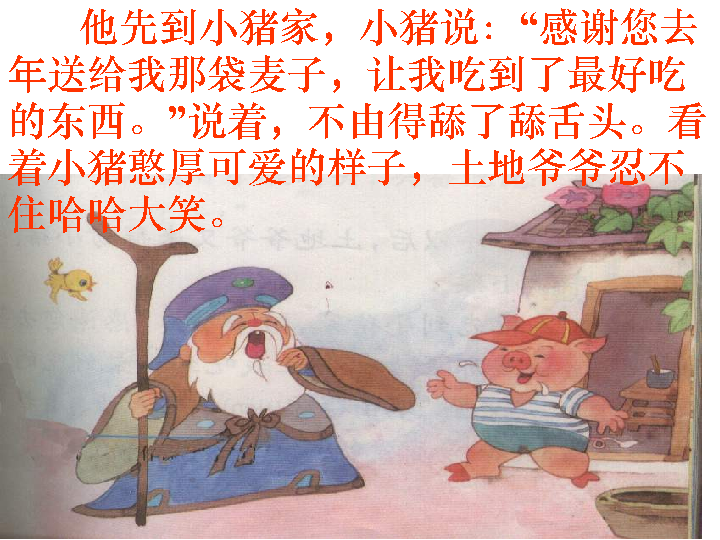 他先到小猪家，小猪说：“感谢您去
年送给我那袋麦子，让我吃到了最好吃
的东西。”说着，不由得舔了舔舌头。看
着小猪憨厚可爱的样子，土地爷爷忍不
住哈哈大笑。